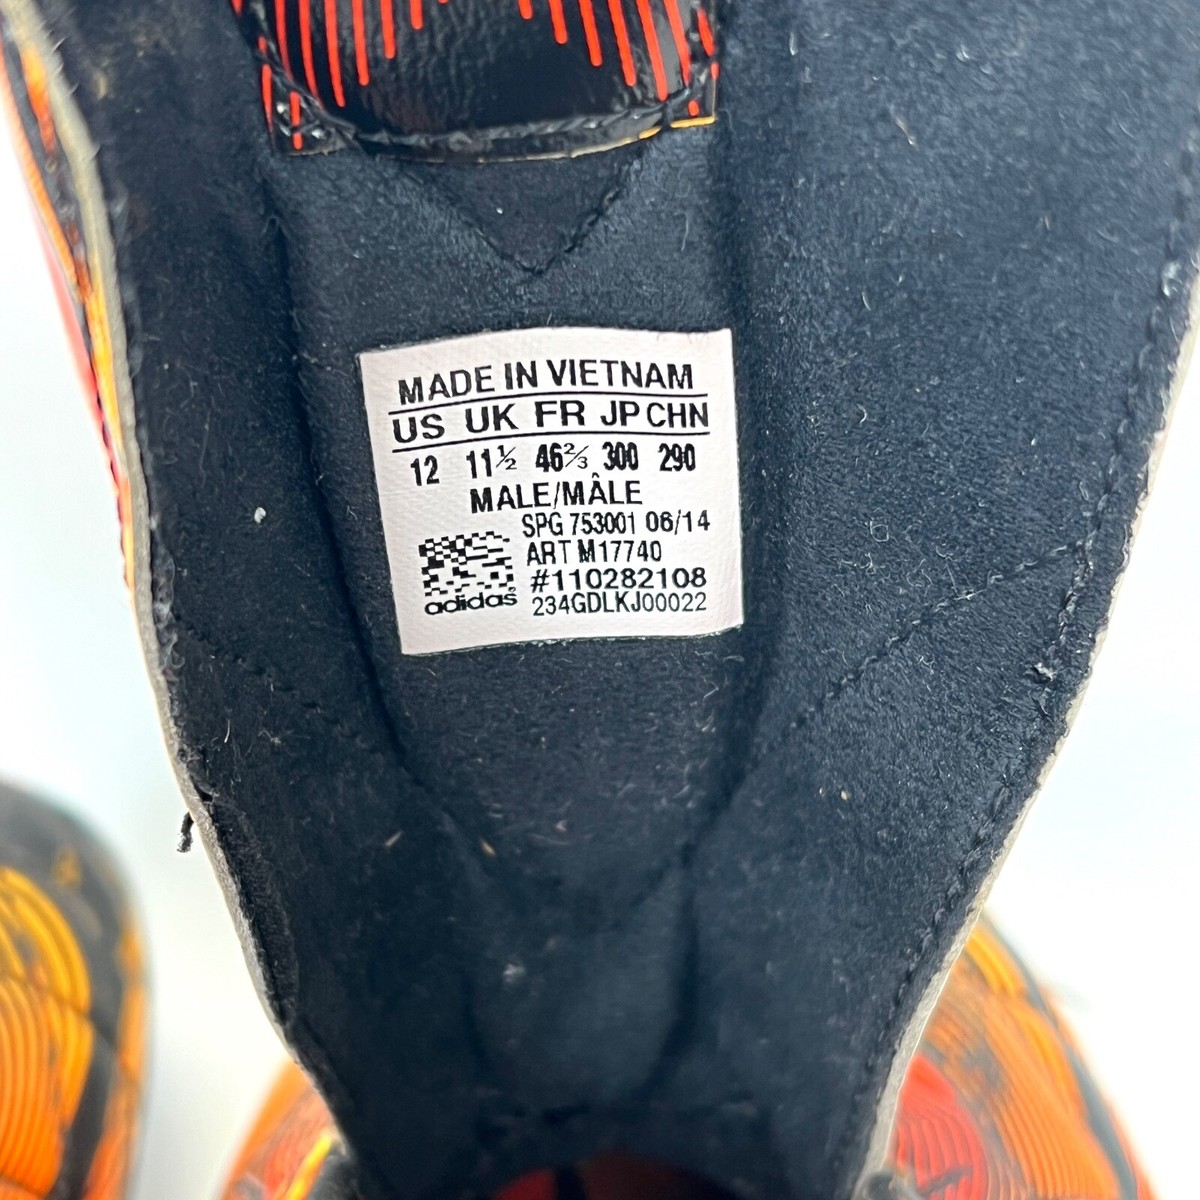 MADE IN VIETNAM
US UK FR JP CHN
12 11½ 46⅔ 300 290
MALE/MÂLE
SPG 753001 06/14
ART M17740
#110282108
adidas 234GDLKJ00022